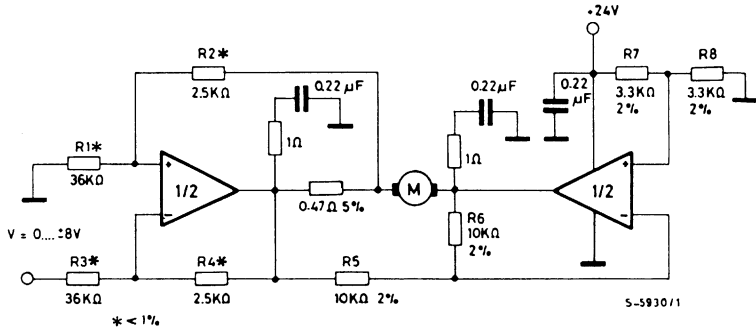 +24V
R2*
2.5KΩ
0.22 µF
0.22 µF
0.22
µF
R7
3.3KΩ
2%
R8
3.3KΩ
2%
R1*
36KΩ
+
-
1/2
1Ω
0.47Ω 5%
M
1Ω
+
-
1/2
V = 0.... ±8V
R3*
36KΩ
R4*
2.5KΩ
R5
10KΩ 2%
R6
10KΩ
2%
* < 1%
S-5930/1